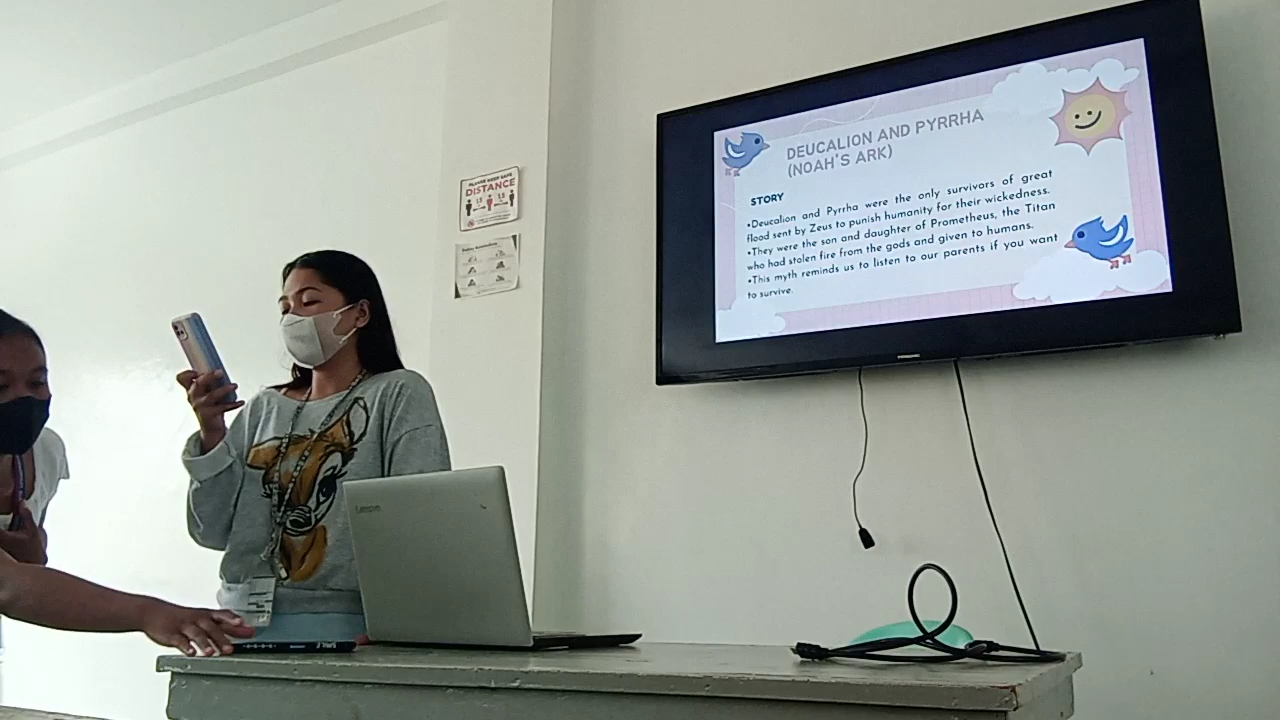 DEUCALION AND PYRRHA
(NOAH'S ARK)
STORY
•Deucalion and Pyrrha were the only survivors of great
flood sent by Zeus to punish humanity for their wickedness.
•They were the son and daughter of Prometheus, the Titan
who had stolen fire from the gods and given to humans.
•This myth reminds us to listen to our parents if you want
to survive.
PLEASE KEEP SAFE
DISTANCE
Lenovo